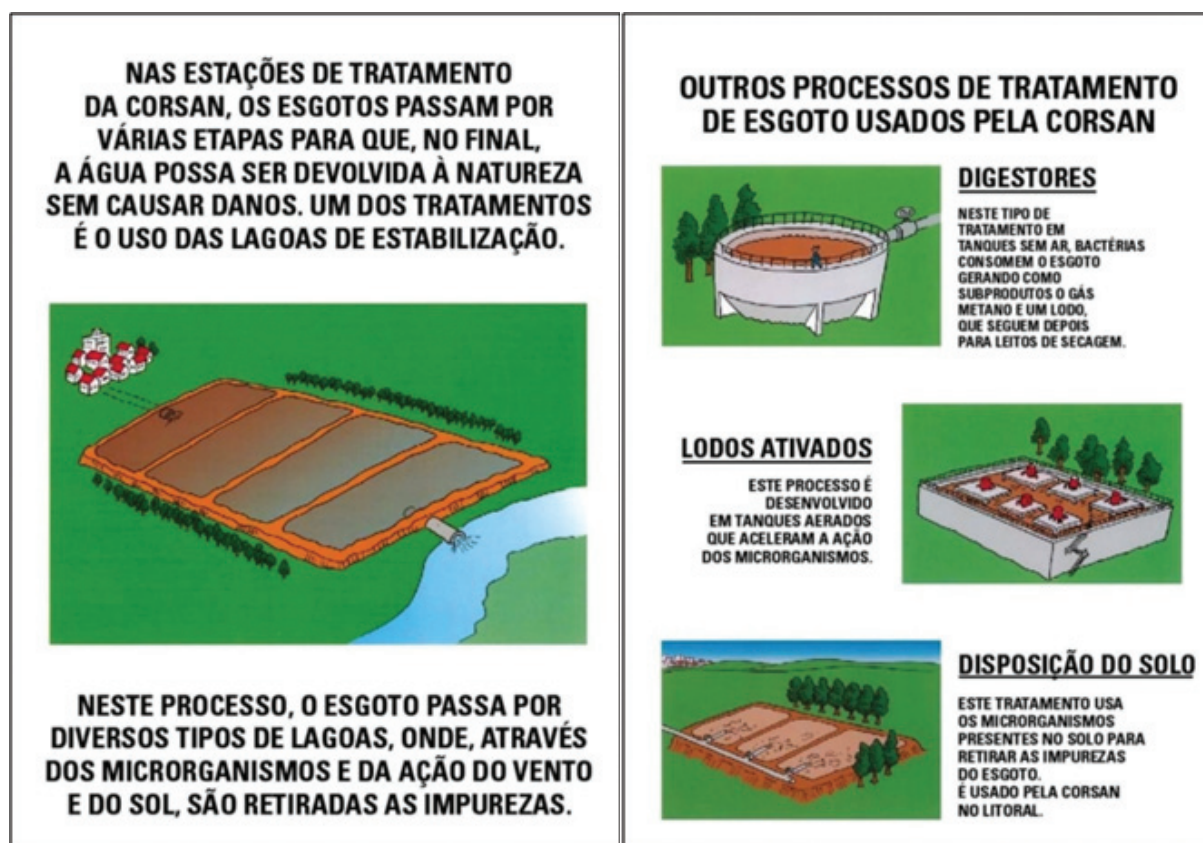 NAS ESTAÇÕES DE TRATAMENTO
DA CORSAN, OS ESGOTOS PASSAM POR
VÁRIAS ETAPAS PARA QUE, NO FINAL,
A ÁGUA POSSA SER DEVOLVIDA À NATUREZA
SEM CAUSAR DANOS. UM DOS TRATAMENTOS
É O USO DAS LAGOAS DE ESTABILIZAÇÃO.
NESTE PROCESSO, O ESGOTO PASSA POR
DIVERSOS TIPOS DE LAGOAS, ONDE, ATRAVÉS
DOS MICRORGANISMOS E DA AÇÃO DO VENTO
E DO SOL, SÃO RETIRADAS AS IMPUREZAS.
OUTROS PROCESSOS DE TRATAMENTO
DE ESGOTO USADOS PELA CORSAN
DIGESTORES
NESTE TIPO DE
TRATAMENTO EM
TANQUES SEM AR, BACTÉRIAS
CONSOMEM O ESGOTO
GERANDO COMO
SUBPRODUTOS O GÁS
METANO E UM LODO,
QUE SEGUEM DEPOIS
PARA LEITOS DE SECAGEM.
LODOS ATIVADOS
ESTE PROCESSO É
DESENVOLVIDO
EM TANQUES AERADOS
QUE ACELERAM A AÇÃO
DOS MICRORGANISMOS.
DISPOSIÇÃO DO SOLO
ESTE TRATAMENTO USA
OS MICRORGANISMOS
PRESENTES NO SOLO PARA
RETIRAR AS IMPUREZAS
DO ESGOTO.
É USADO PELA CORSAN
NO LITORAL.